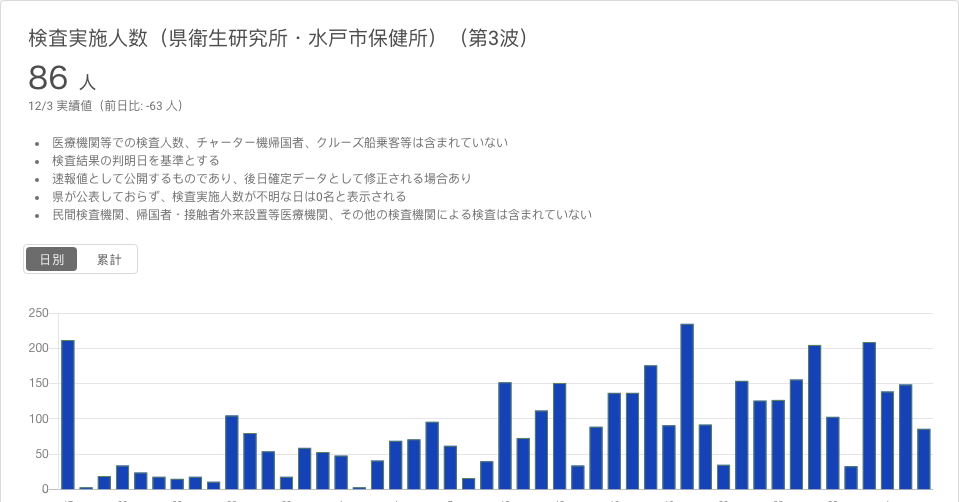 検査実施人数（県衛生研究所・水戸市保健所）（第3波）
86 人
12/3 実績値（前日比: -63 人）
医療機関等での検査人数、チャーター機帰国者、クルーズ船乗客等は含まれていない
検査結果の判明日を基準とする
速報値として公開するものであり、後日確定データとして修正される場合あり
県が公表しておらず、検査実施人数が不明な日は0名と表示される
民間検査機関、帰国者・接触者外来設置等医療機関、その他の検査機関による検査は含まれていない
日別 累計
250
200
150
100
50
0